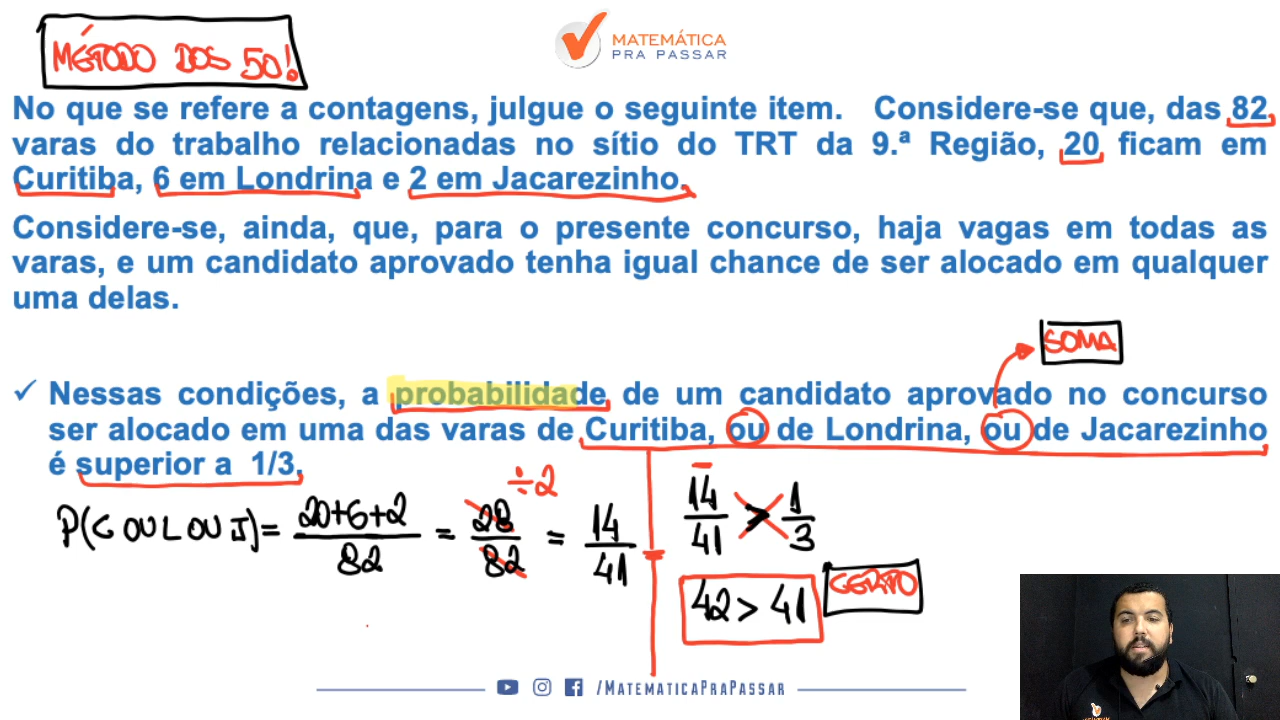 MÉTODO DOS 50!
MATEMÁTICA
PRA PASSAR
No que se refere a contagens, julgue o seguinte item. Considere-se que, das 82
varas do trabalho relacionadas no sítio do TRT da 9.ª Região, 20 ficam em
Curitiba, 6 em Londrina e 2 em Jacarezinho.
Considere-se, ainda, que, para o presente concurso, haja vagas em todas as
varas, e um candidato aprovado tenha igual chance de ser alocado em qualquer
uma delas.
SOMA
✓ Nessas condições, a probabilidade de um candidato aprovado no concurso
ser alocado em uma das varas de Curitiba, ou de Londrina, ou de Jacarezinho
é superior a 1/3.
÷2
P(C OU L OU J) = 20+6+2/82 = 28/82 = 14/41
14/41 > 1/3
42 > 41
CERTO
/MATEMATICAPRAPASSAR